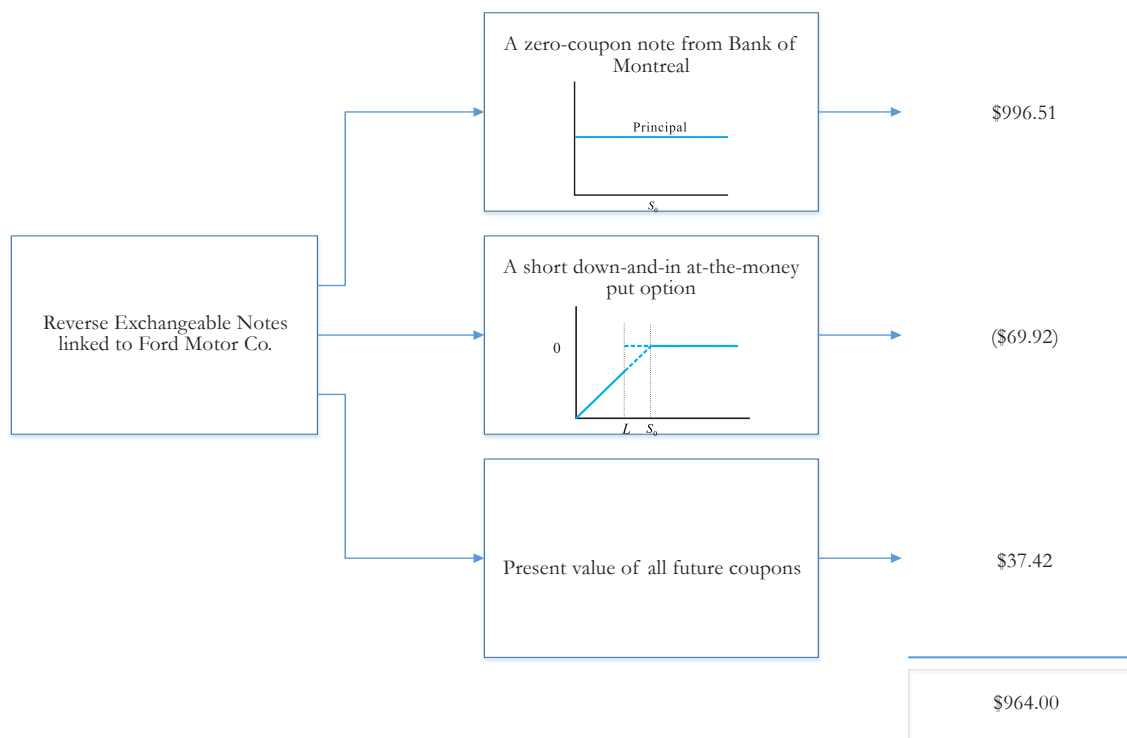 A zero-coupon note from Bank of
Montreal
Principal
S₀
$996.51
Reverse Exchangeable Notes
linked to Ford Motor Co.
A short down-and-in at-the-money
put option
0
L S₀
($69.92)
Present value of all future coupons
$37.42
$964.00